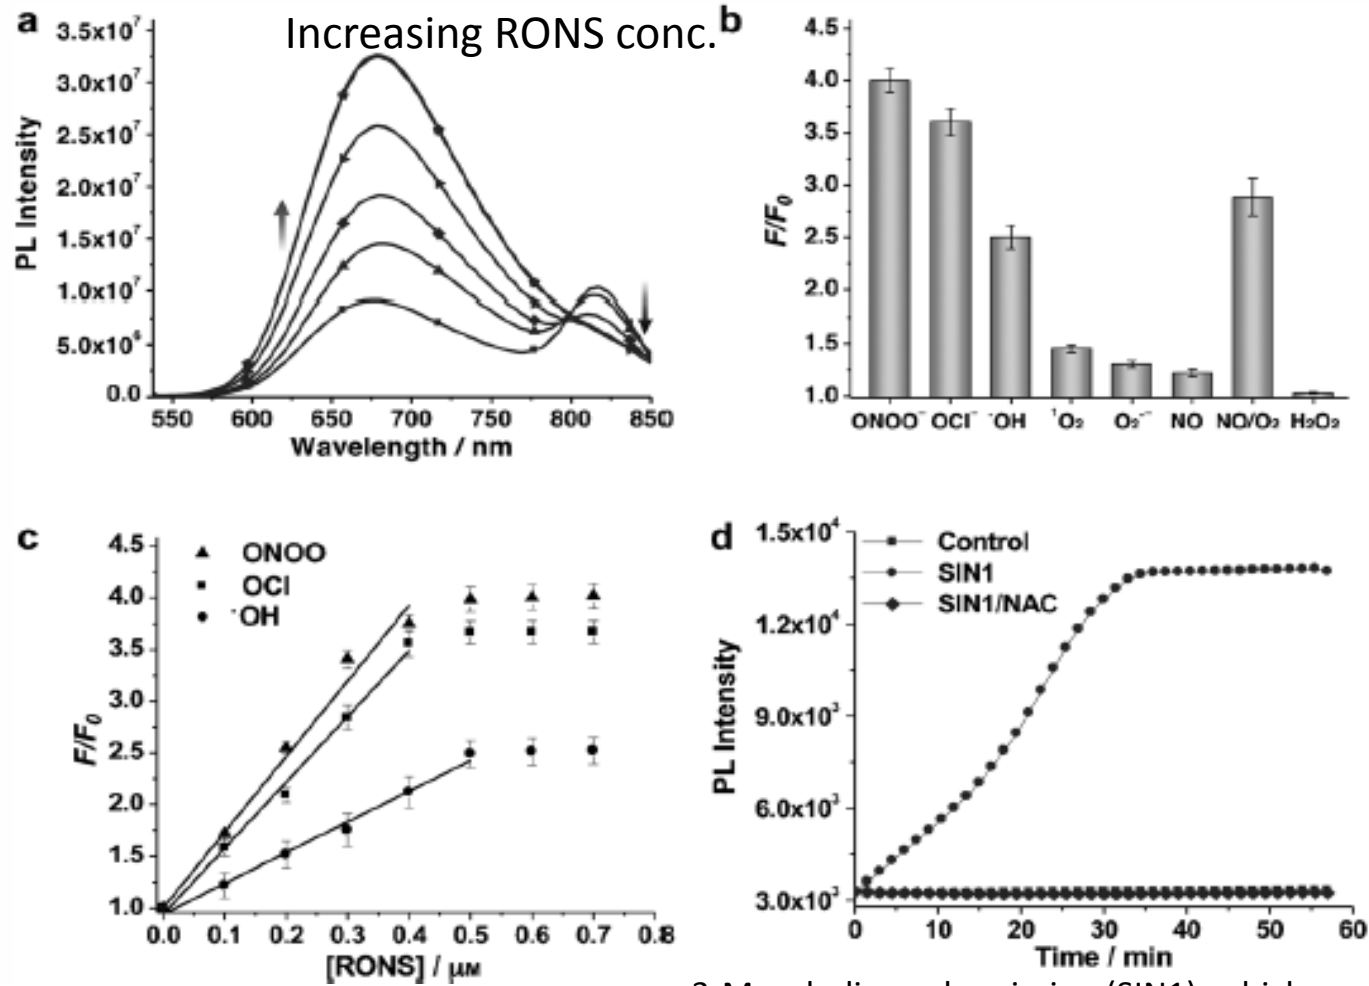 a
Increasing RONS conc.
3.5x10⁷
3.0x10⁷
2.5x10⁷
2.0x10⁷
1.5x10⁷
1.0x10⁷
5.0x10⁶
0.0
PL Intensity
550 600 650 700 750 800 850
Wavelength / nm
b
4.5
4.0
3.5
3.0
2.5
2.0
1.5
1.0
F/F₀
ONOO⁻ OCl⁻ ·OH ¹O₂ O₂·⁻ NO NO/O₂ H₂O₂
c
ONOO
OCl
·OH
4.5
4.0
3.5
3.0
2.5
2.0
1.5
1.0
F/F₀
0.0 0.1 0.2 0.3 0.4 0.5 0.6 0.7 0.8
[RONS] / μM
d
Control
SIN1
SIN1/NAC
1.5x10⁴
1.2x10⁴
9.0x10³
6.0x10³
3.0x10³
PL Intensity
0 10 20 30 40 50 60
Time / min
(SIN1)